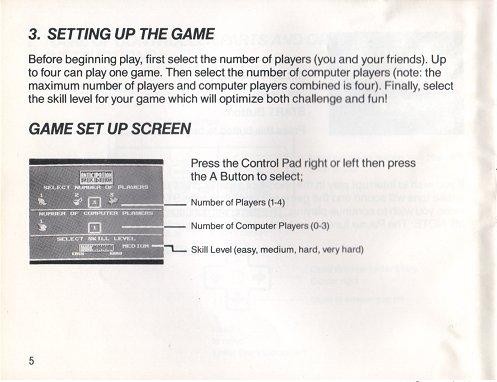 3. SETTING UP THE GAME
Before beginning play, first select the number of players (you and your friends). Up
to four can play one game. Then select the number of computer players (note: the
maximum number of players and computer players combined is four). Finally, select
the skill level for your game which will optimize both challenge and fun!
GAME SET UP SCREEN
Press the Control Pad right or left then press
the A Button to select;
ANTICIPATION
SELECT NUMBER OF PLAYERS
Number of Players (1-4)
NUMBER OF COMPUTER PLAYERS
Number of Computer Players (0-3)
SELECT SKILL LEVEL
MEDIUM
Skill Level (easy, medium, hard, very hard)
EASY HARD
5